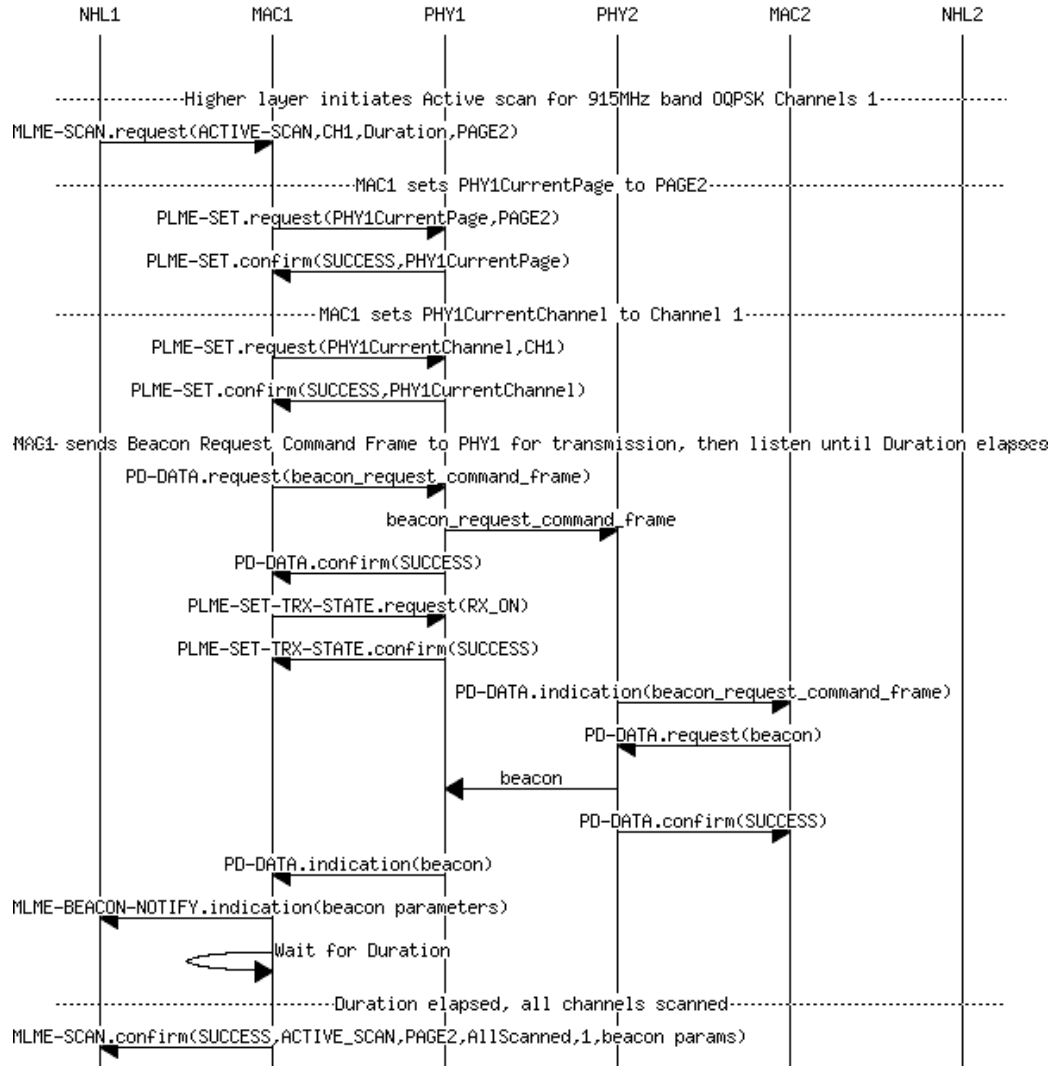 NHL1 MAC1 PHY1 PHY2 MAC2 NHL2
Higher layer initiates Active scan for 915MHz band OQPSK Channels 1
MLME-SCAN.request(ACTIVE-SCAN,CH1,Duration,PAGE2)
MAC1 sets PHY1CurrentPage to PAGE2
PLME-SET.request(PHY1CurrentPage,PAGE2)
PLME-SET.confirm(SUCCESS,PHY1CurrentPage)
MAC1 sets PHY1CurrentChannel to Channel 1
PLME-SET.request(PHY1CurrentChannel,CH1)
PLME-SET.confirm(SUCCESS,PHY1CurrentChannel)
MAC1 sends Beacon Request Command Frame to PHY1 for transmission, then listen until Duration elapses
PD-DATA.request(beacon_request_command_frame)
beacon_request_command_frame
PD-DATA.confirm(SUCCESS)
PLME-SET-TRX-STATE.request(RX_ON)
PLME-SET-TRX-STATE.confirm(SUCCESS)
PD-DATA.indication(beacon_request_command_frame)
PD-DATA.request(beacon)
beacon
PD-DATA.confirm(SUCCESS)
PD-DATA.indication(beacon)
MLME-BEACON-NOTIFY.indication(beacon parameters)
Wait for Duration
Duration elapsed, all channels scanned
MLME-SCAN.confirm(SUCCESS,ACTIVE_SCAN,PAGE2,AllScanned,1,beacon params)